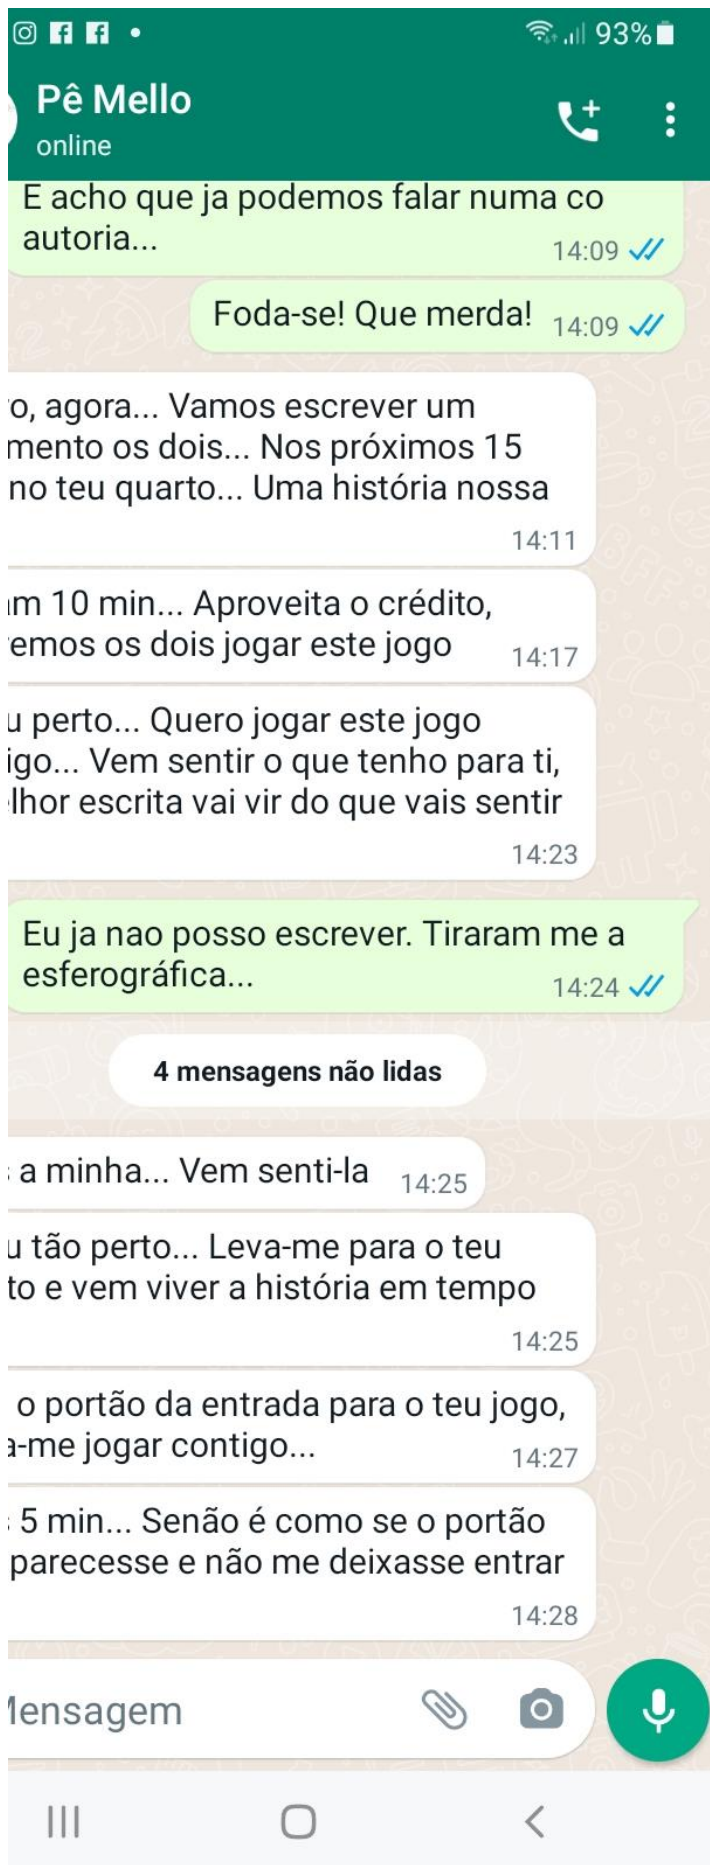 93%
Pê Mello
online
E acho que ja podemos falar numa co
autoria...
14:09
Foda-se! Que merda! 14:09
agora... Vamos escrever um
os dois... Nos próximos 15
no teu quarto... Uma história nossa
14:11
10 min... Aproveita o crédito,
os dois jogar este jogo 14:17
perto... Quero jogar este jogo
Vem sentir o que tenho para ti,
escrita vai vir do que vais sentir
14:23
Eu ja nao posso escrever. Tiraram me a
esferográfica... 14:24
4 mensagens não lidas
a minha... Vem senti-la 14:25
tão perto... Leva-me para o teu
e vem viver a história em tempo
14:25
o portão da entrada para o teu jogo,
-me jogar contigo... 14:27
5 min... Senão é como se o portão
parecesse e não me deixasse entrar
14:28
Mensagem